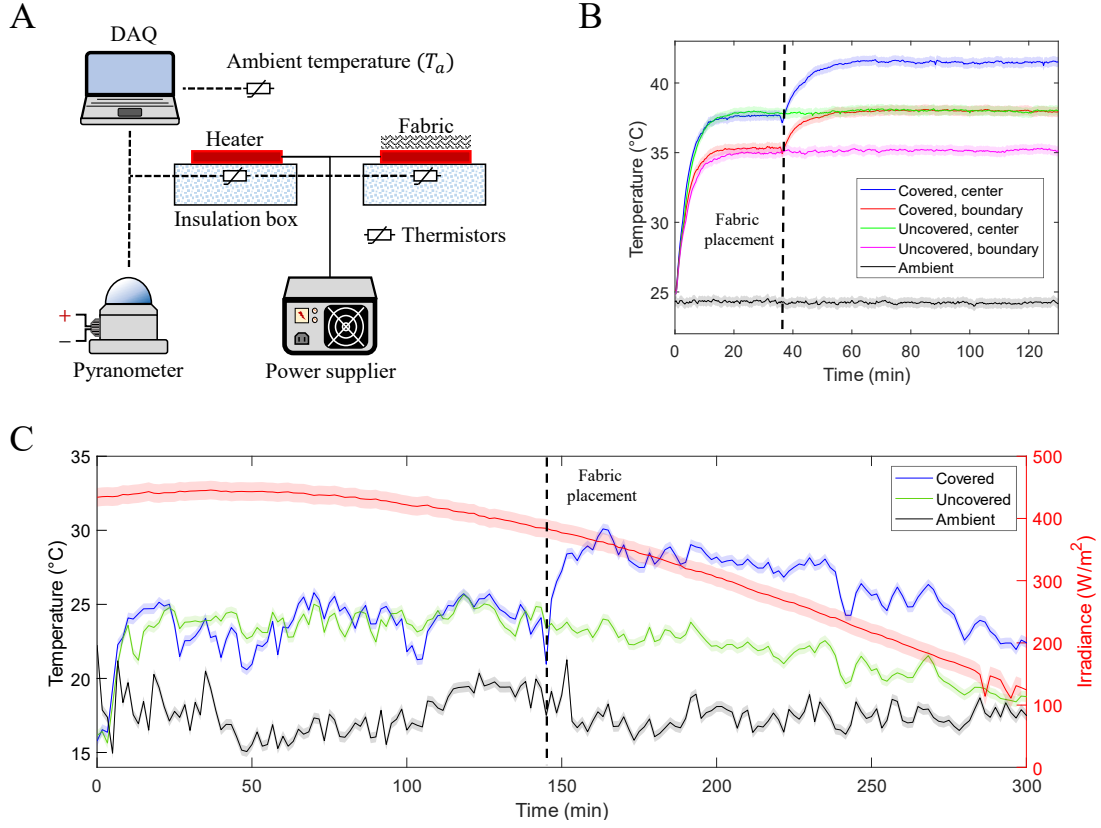 A
DAQ
Ambient temperature (Tₐ)
Heater
Fabric
Insulation box
Thermistors
+
−
Pyranometer
Power supplier
B
Temperature (°C)
40
35
30
25
Fabric
placement
Covered, center
Covered, boundary
Uncovered, center
Uncovered, boundary
Ambient
0 20 40 60 80 100 120
Time (min)
C
Temperature (°C)
35
30
25
20
15
Fabric
placement
Covered
Uncovered
Ambient
500
400
300
200
100
0
Irradiance (W/m²)
0 50 100 150 200 250 300
Time (min)